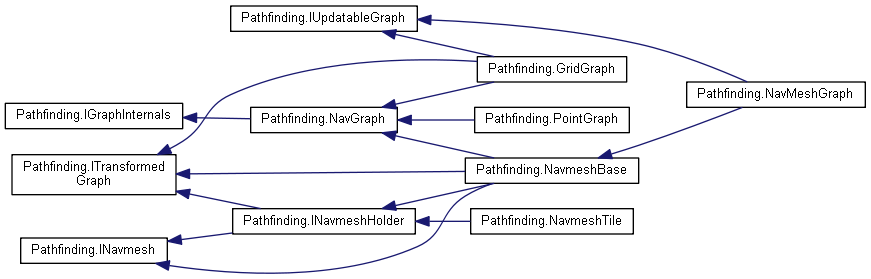 Pathfinding.IUpdatableGraph
Pathfinding.GridGraph
Pathfinding.NavMeshGraph
Pathfinding.IGraphInternals
Pathfinding.NavGraph
Pathfinding.PointGraph
Pathfinding.ITransformed
Graph
Pathfinding.NavmeshBase
Pathfinding.INavmeshHolder
Pathfinding.NavmeshTile
Pathfinding.INavmesh